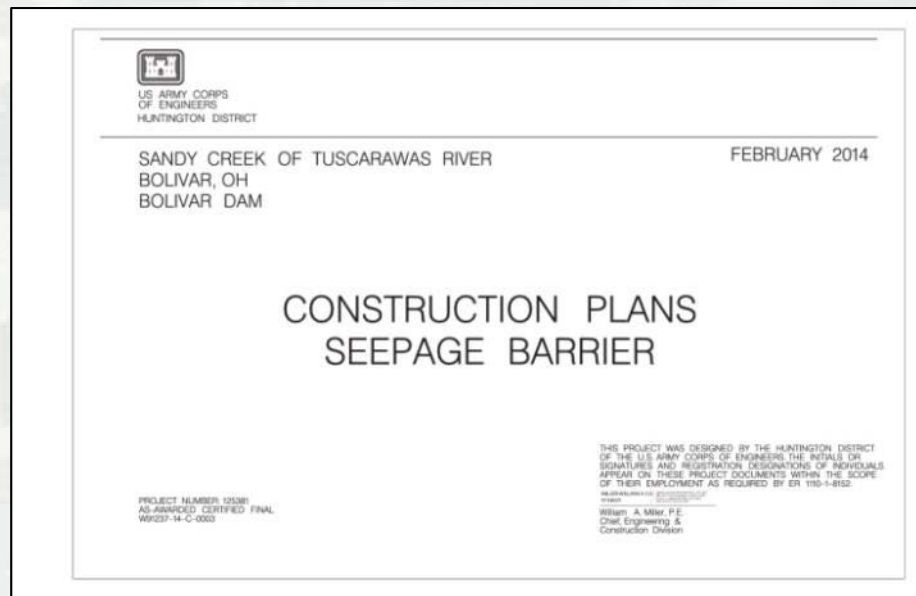 US ARMY CORPS
OF ENGINEERS
HUNTINGTON DISTRICT
SANDY CREEK OF TUSCARAWAS RIVER
BOLIVAR, OH
BOLIVAR DAM
FEBRUARY 2014
CONSTRUCTION PLANS
SEEPAGE BARRIER
PROJECT NUMBER: 125381
AS-AWARDED CERTIFIED FINAL
W91237-14-C-0003
THIS PROJECT WAS DESIGNED BY THE HUNTINGTON DISTRICT
OF THE U.S. ARMY CORPS OF ENGINEERS. THE INITIALS OR
SIGNATURES AND REGISTRATION DESIGNATIONS OF INDIVIDUALS
APPEAR ON THESE PROJECT DOCUMENTS WITHIN THE SCOPE
OF THEIR EMPLOYMENT AS REQUIRED BY ER 1110-1-8152.
William A. Miller, P.E.
Chief, Engineering &
Construction Division